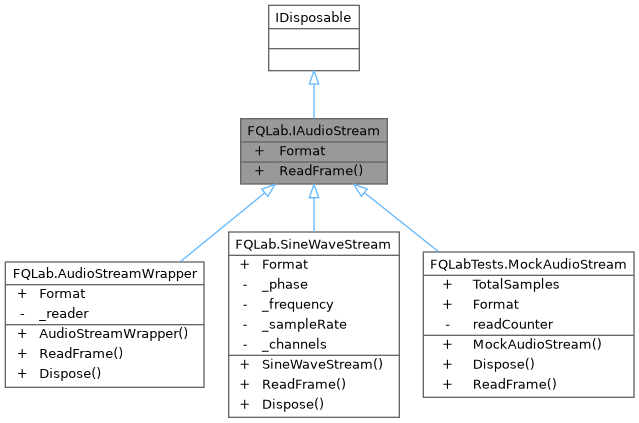 IDisposable
FQLab.IAudioStream
+ Format
+ ReadFrame()
FQLab.AudioStreamWrapper
+ Format
- _reader
+ AudioStreamWrapper()
+ ReadFrame()
+ Dispose()
FQLab.SineWaveStream
+ Format
- _phase
- _frequency
- _sampleRate
- _channels
+ SineWaveStream()
+ ReadFrame()
+ Dispose()
FQLabTests.MockAudioStream
+ TotalSamples
+ Format
- readCounter
+ MockAudioStream()
+ Dispose()
+ ReadFrame()